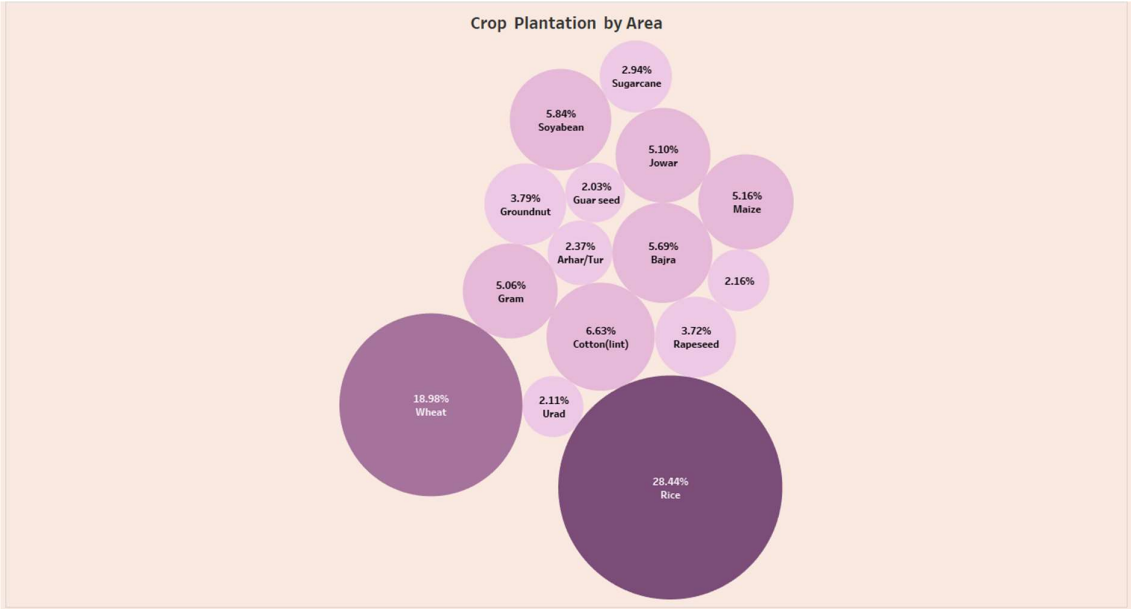 Crop Plantation by Area
2.94%
Sugarcane
5.84%
Soyabean
5.10%
Jowar
5.16%
Maize
2.03%
Guar seed
3.79%
Groundnut
2.37%
Arhar/Tur
5.69%
Bajra
2.16%
5.06%
Gram
6.63%
Cotton(lint)
3.72%
Rapeseed
18.98%
Wheat
2.11%
Urad
28.44%
Rice